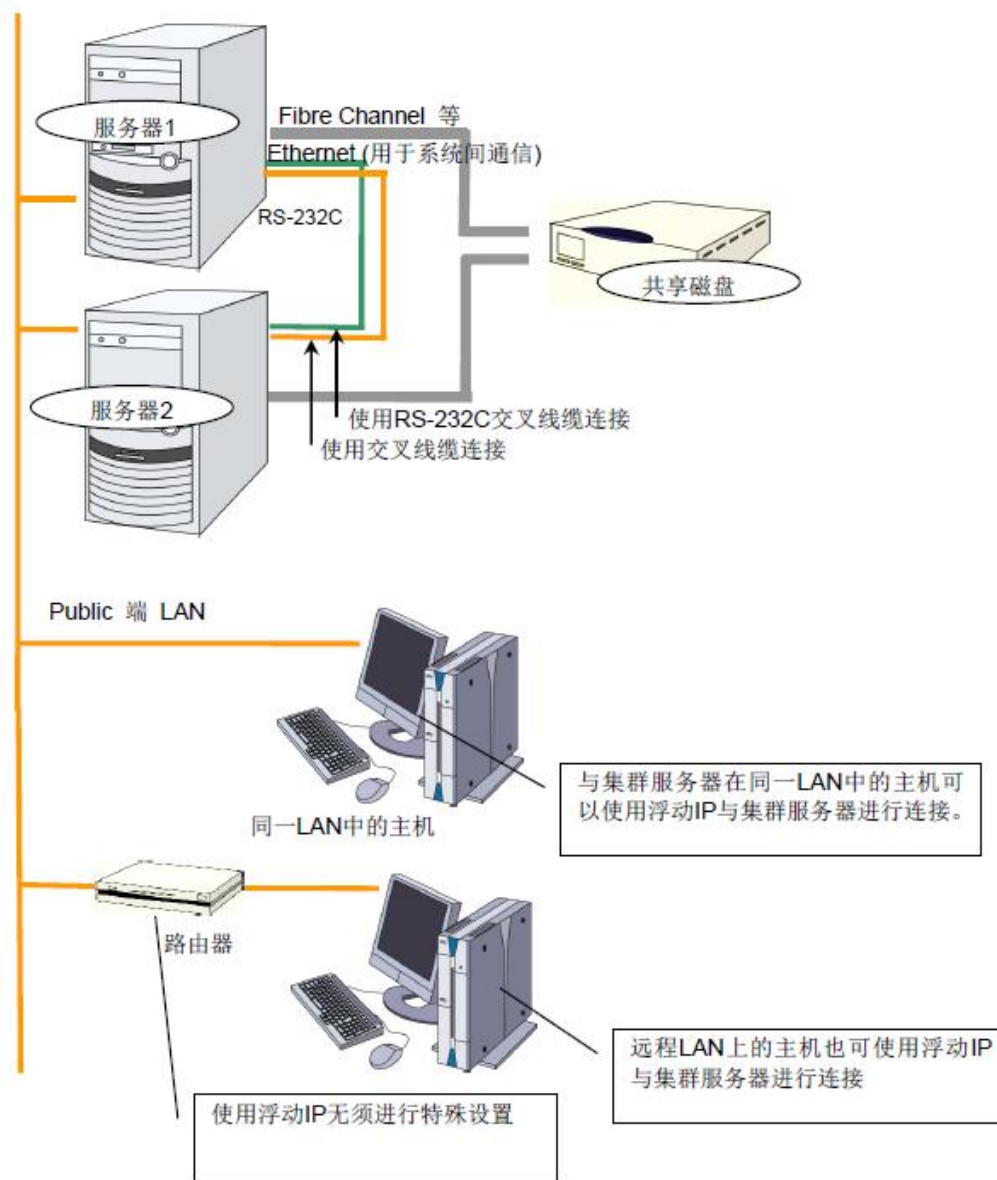 服务器1
Fibre Channel 等
Ethernet (用于系统间通信)
RS-232C
共享磁盘
服务器2
使用RS-232C交叉线缆连接
使用交叉线缆连接
Public 端 LAN
与集群服务器在同一LAN中的主机可
以使用浮动IP与集群服务器进行连接。
同一LAN中的主机
路由器
远程LAN上的主机也可使用浮动IP
与集群服务器进行连接
使用浮动IP无须进行特殊设置